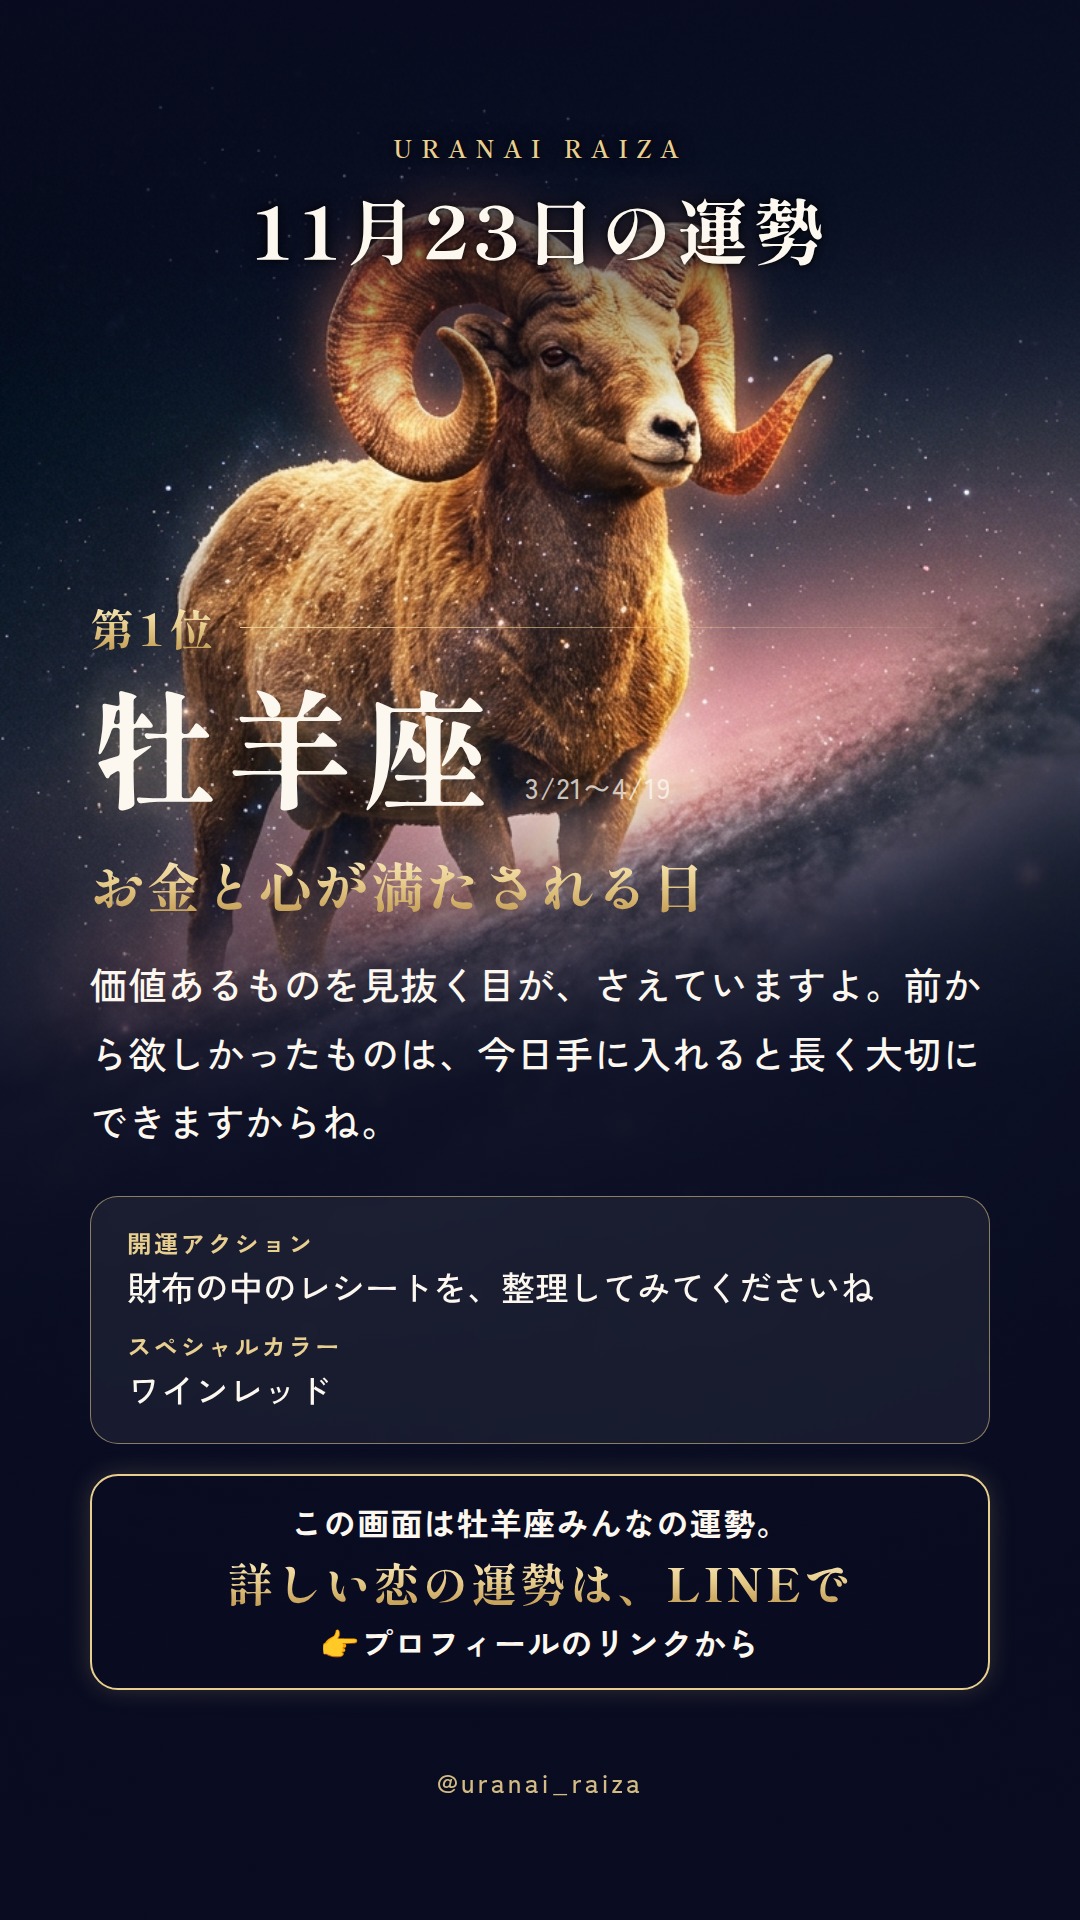 URANAI RAIZA
11月23日の運勢
第1位
牡羊座 3/21〜4/19
お金と心が満たされる日
価値あるものを見抜く目が、さえていますよ。前か
ら欲しかったものは、今日手に入れると長く大切に
できますからね。
開運アクション
財布の中のレシートを、整理してみてくださいね
スペシャルカラー
ワインレッド
この画面は牡羊座みんなの運勢。
詳しい恋の運勢は、LINEで
👉プロフィールのリンクから
@uranai_raiza